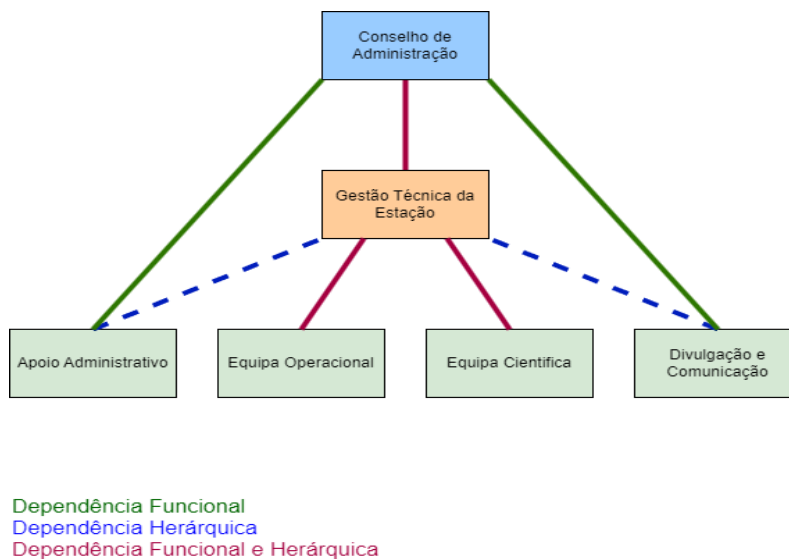 Conselho de
Administração
Gestão Técnica da
Estação
Apoio Administrativo
Equipa Operacional
Equipa Cientifica
Divulgação e
Comunicação
Dependência Funcional
Dependência Herárquica
Dependência Funcional e Herárquica